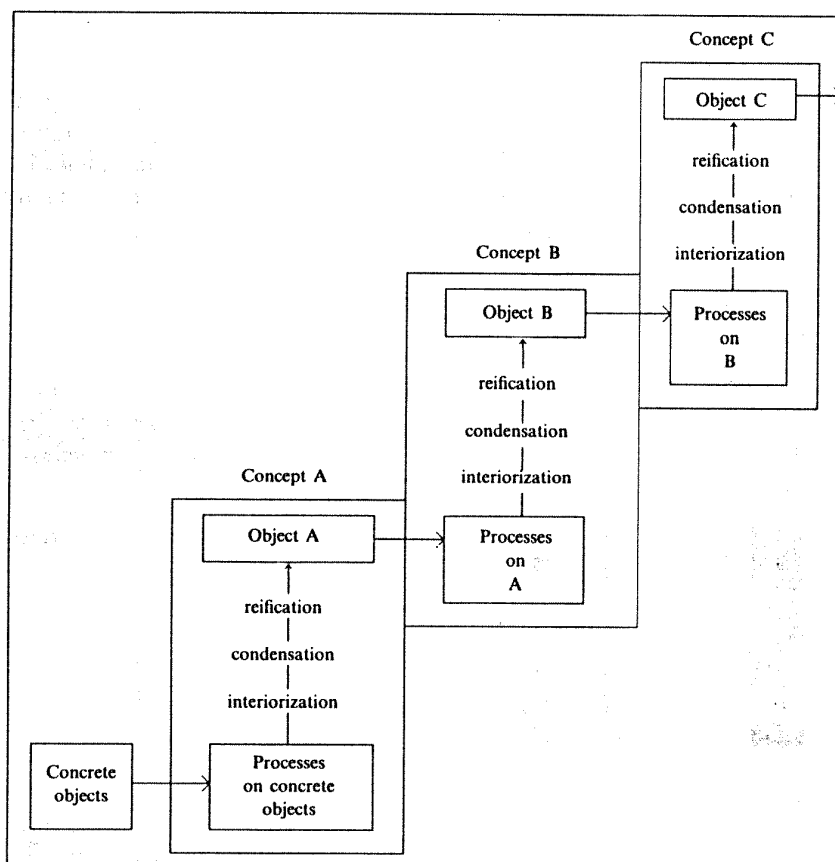 Concept C
Object C
reification
condensation
interiorization
Processes
on
B
Concept B
Object B
reification
condensation
interiorization
Processes
on
A
Concept A
Object A
reification
condensation
interiorization
Processes
on concrete
objects
Concrete
objects